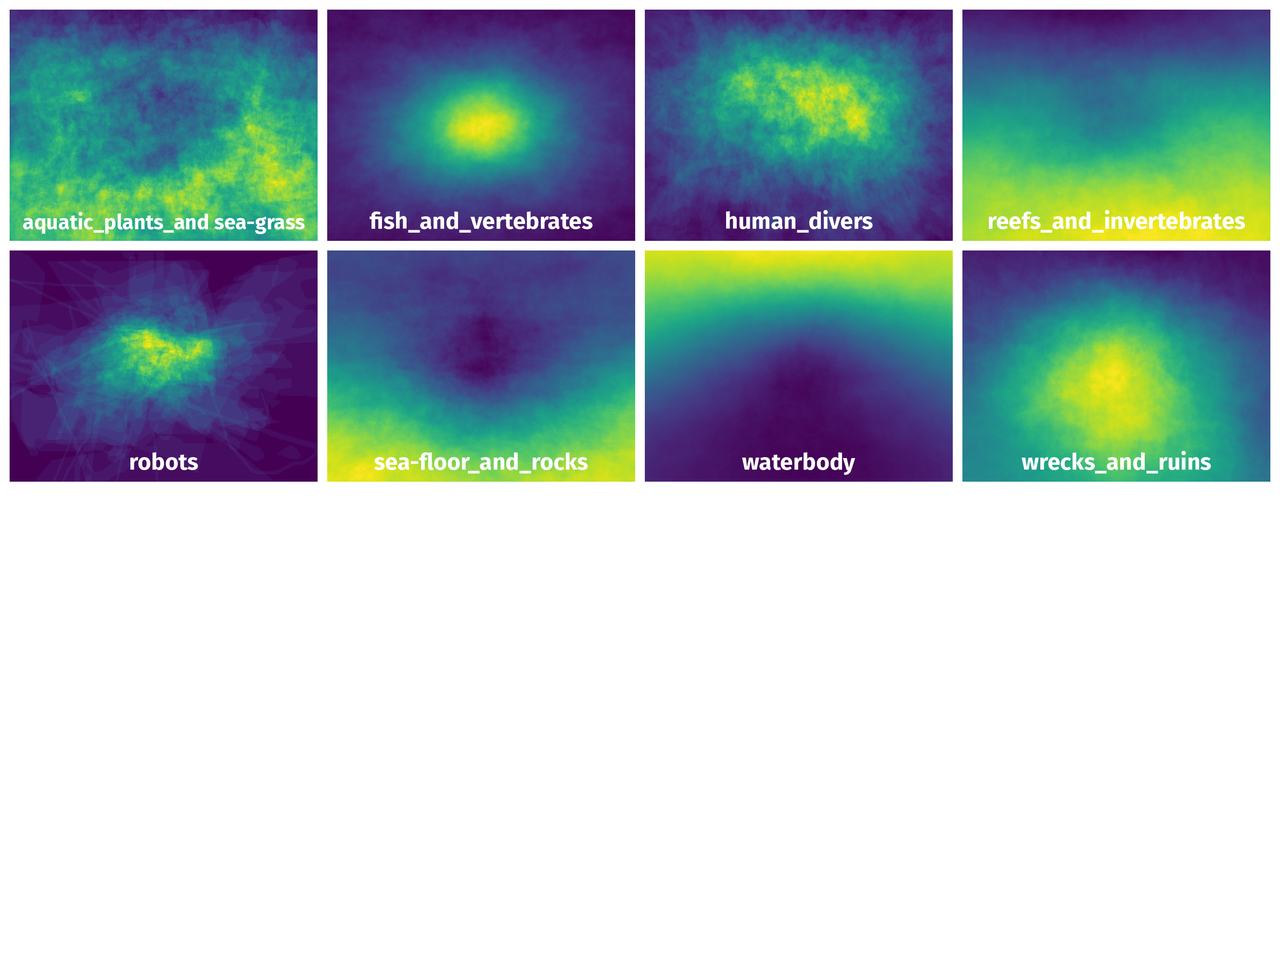 aquatic_plants_and sea-grass
fish_and_vertebrates
human_divers
reefs_and_invertebrates
robots
sea-floor_and_rocks
waterbody
wrecks_and_ruins